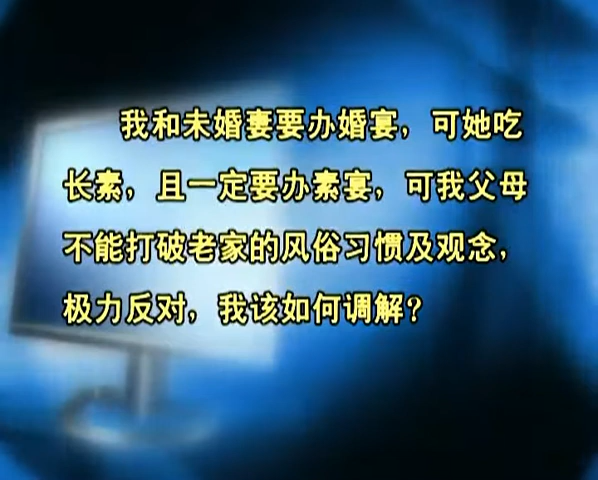 我和未婚妻要办婚宴，可她吃
长素，且一定要办素宴，可我父母
不能打破老家的风俗习惯及观念，
极力反对，我该如何调解？